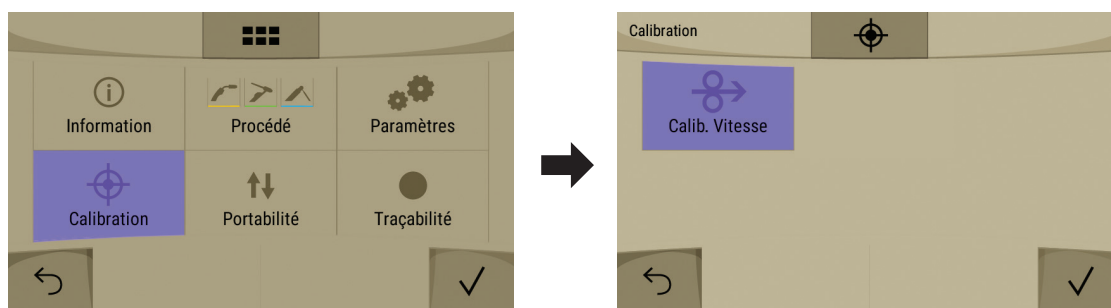 Information
Procédé
Paramètres
Calibration
Portabilité
Traçabilité
Calibration
Calib. Vitesse